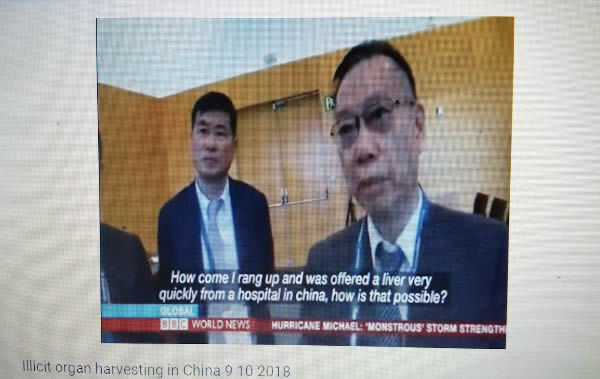 How come I rang up and was offered a liver very
quickly from a hospital in china, how is that possible?
GLOBAL
BBC WORLD NEWS HURRICANE MICHAEL: 'MONSTROUS' STORM STRENGTH
Illicit organ harvesting in China 9 10 2018